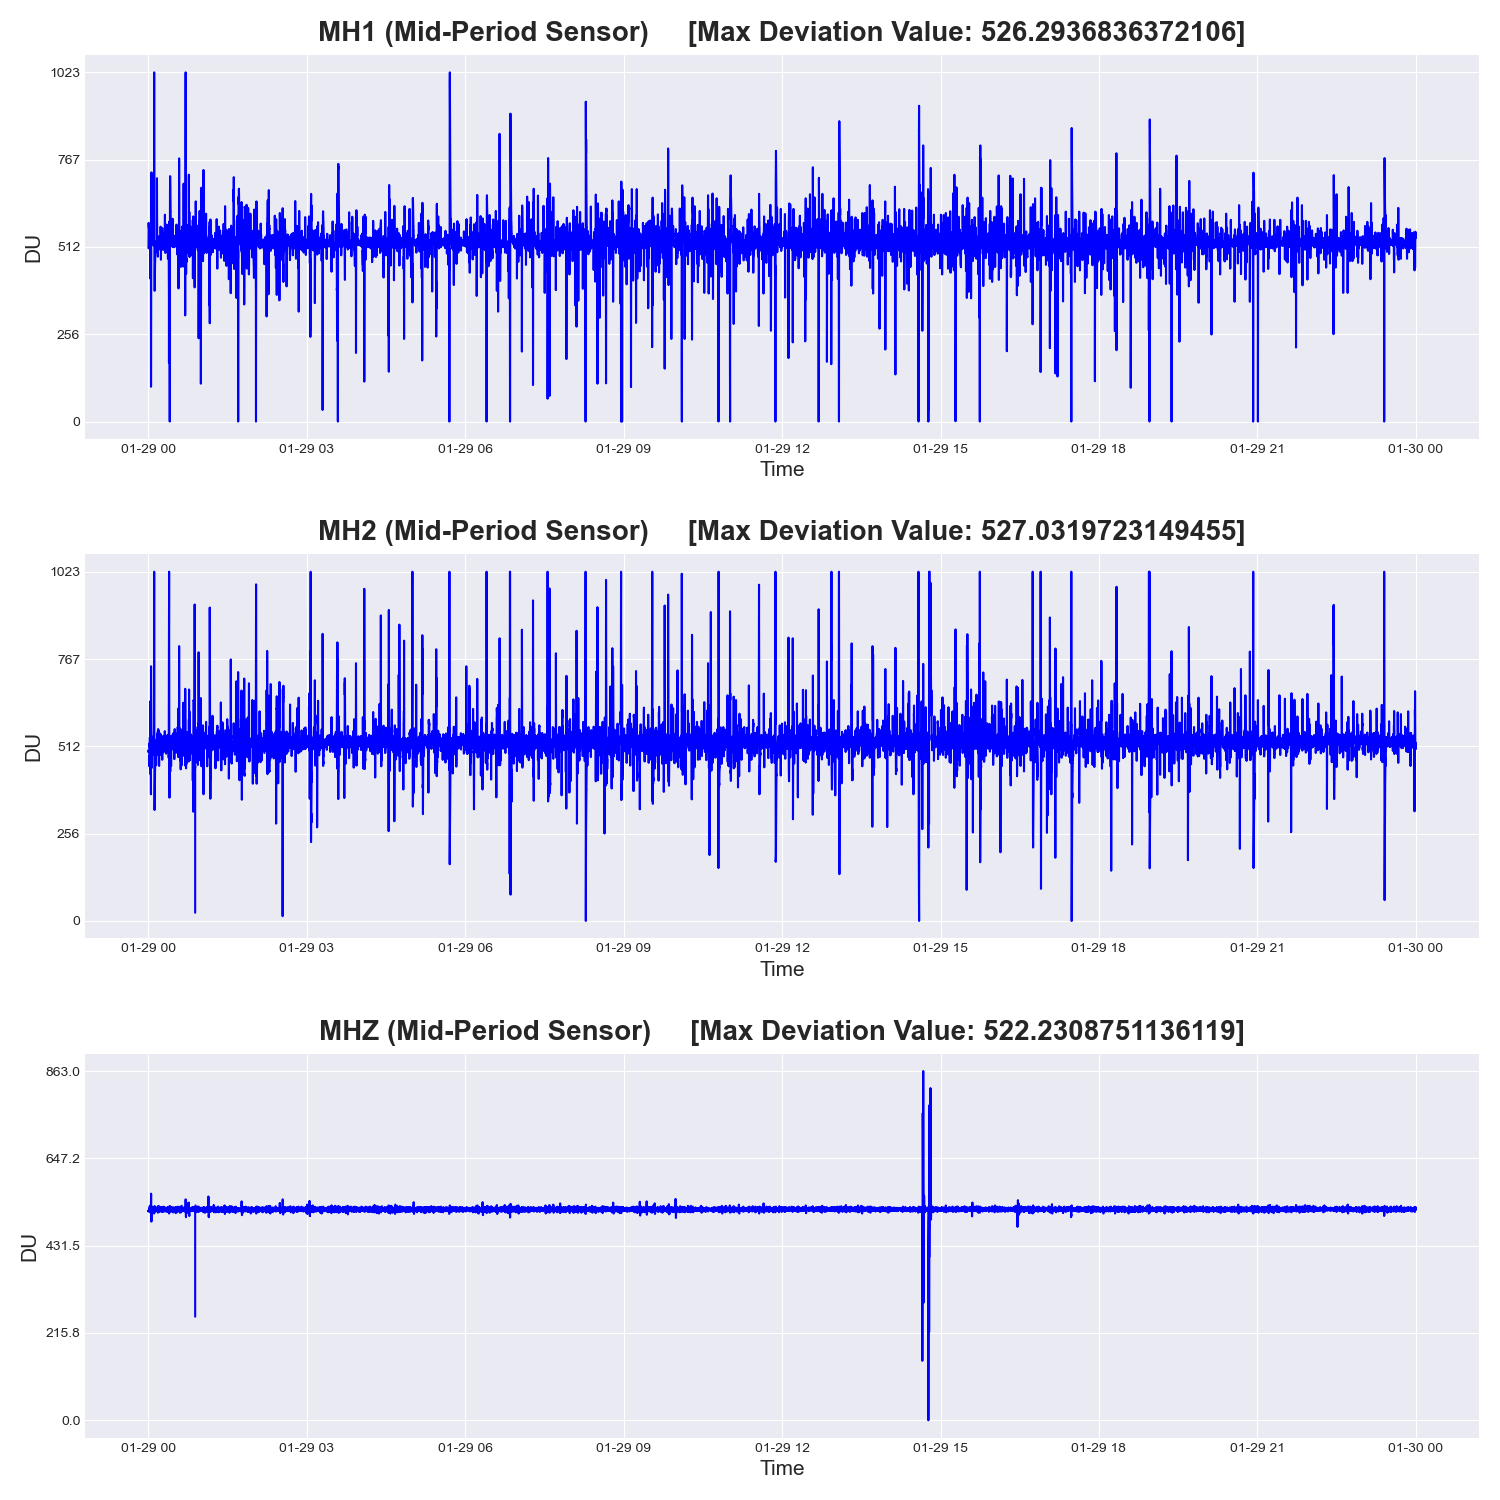 MH1 (Mid-Period Sensor) [Max Deviation Value: 526.2936836372106]
1023
767
512
256
0
DU
01-29 00 01-29 03 01-29 06 01-29 09 01-29 12 01-29 15 01-29 18 01-29 21 01-30 00
Time
MH2 (Mid-Period Sensor) [Max Deviation Value: 527.0319723149455]
1023
767
512
256
0
DU
01-29 00 01-29 03 01-29 06 01-29 09 01-29 12 01-29 15 01-29 18 01-29 21 01-30 00
Time
MHZ (Mid-Period Sensor) [Max Deviation Value: 522.2308751136119]
863.0
647.2
431.5
215.8
0.0
DU
01-29 00 01-29 03 01-29 06 01-29 09 01-29 12 01-29 15 01-29 18 01-29 21 01-30 00
Time